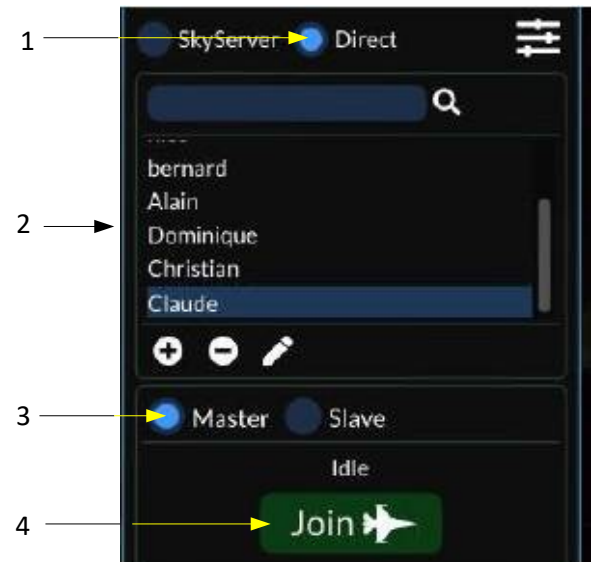 1 SkyServer Direct
bernard
Alain
2 Dominique
Christian
Claude
3 Master Slave
Idle
4 Join